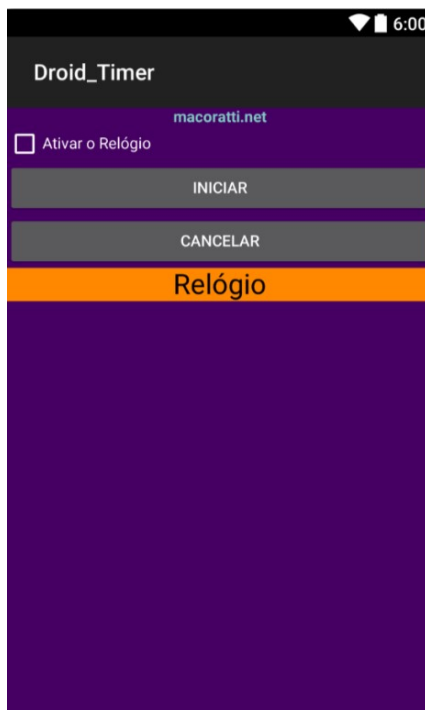 6:00
Droid_Timer
macoratti.net
Ativar o Relógio
INICIAR
CANCELAR
Relógio